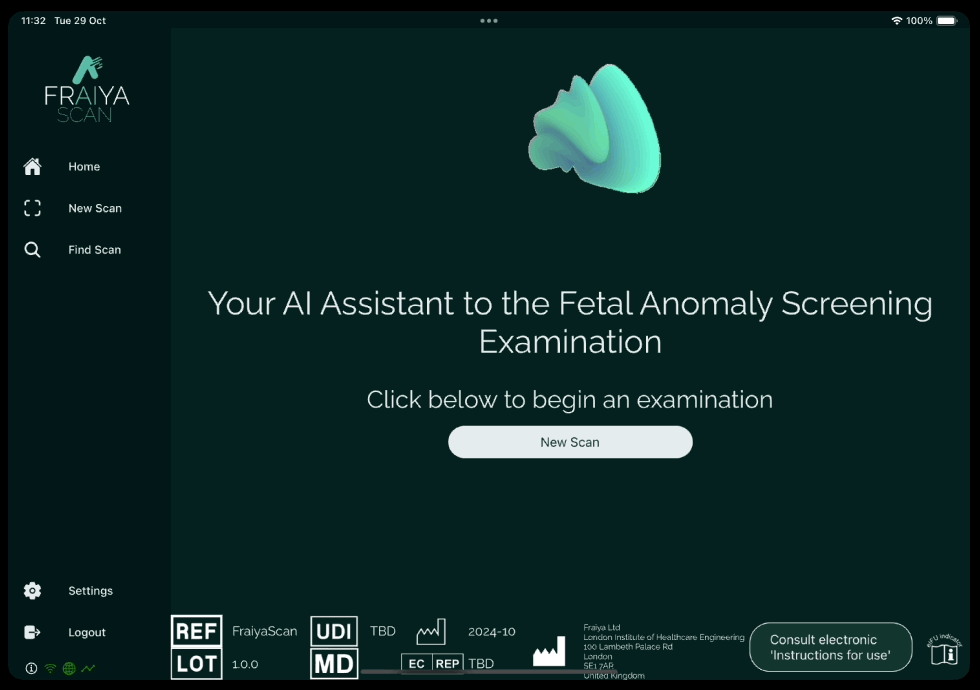 11:32 Tue 29 Oct
100%
FRAIYA
SCAN
Home
New Scan
Find Scan
Your AI Assistant to the Fetal Anomaly Screening
Examination
Click below to begin an examination
New Scan
Settings
Logout
REF FraiyaScan
LOT 1.0.0
UDI TBD
MD
2024-10
EC REP TBD
Fraiya Ltd
London Institute of Healthcare Engineering
100 Lambeth Palace Rd
London
SE1 7AR
United Kingdom
Consult electronic
'Instructions for use'
eIFU indicator